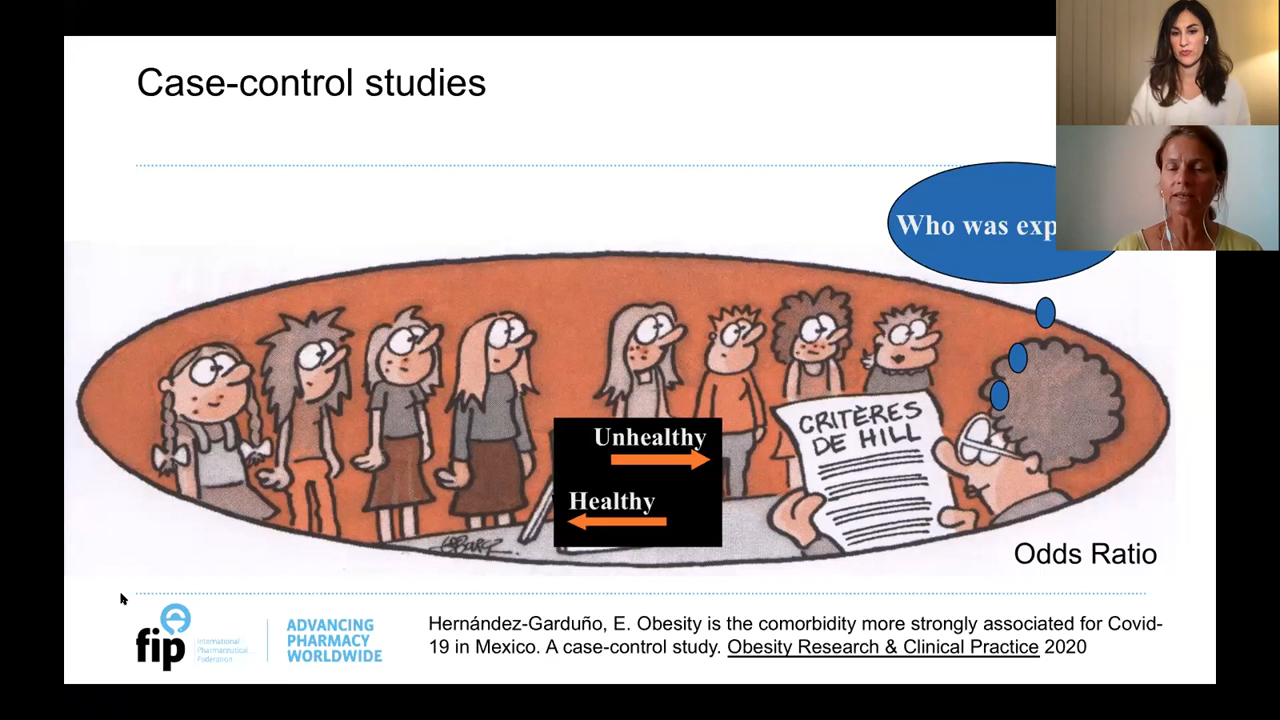 Case-control studies
Who was exp
CRITÈRES
DE HILL
Unhealthy
Healthy
Odds Ratio
fip
International
Pharmaceutical
Federation
ADVANCING
PHARMACY
WORLDWIDE
Hernández-Garduño, E. Obesity is the comorbidity more strongly associated for Covid-
19 in Mexico. A case-control study. Obesity Research & Clinical Practice 2020